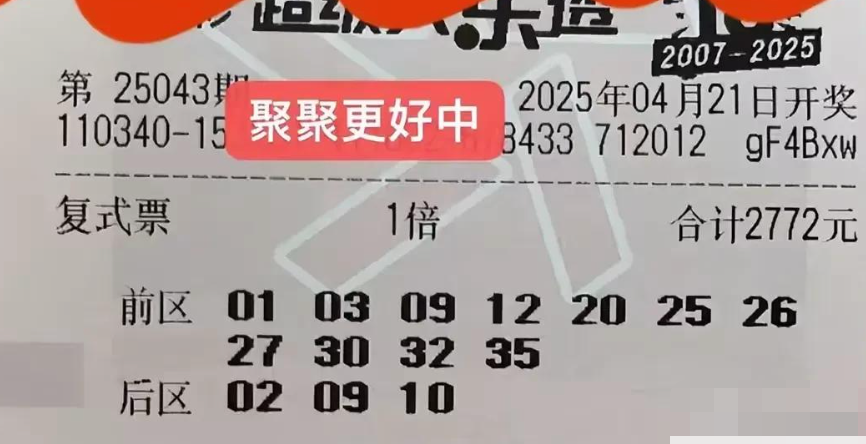 超级大乐透
2007-2025
第 25043期
2025年04月21日开奖
聚聚更好中
110340-15
8433 712012 gF4Bxw
复式票 1倍 合计2772元
前区 01 03 09 12 20 25 26
27 30 32 35
后区 02 09 10